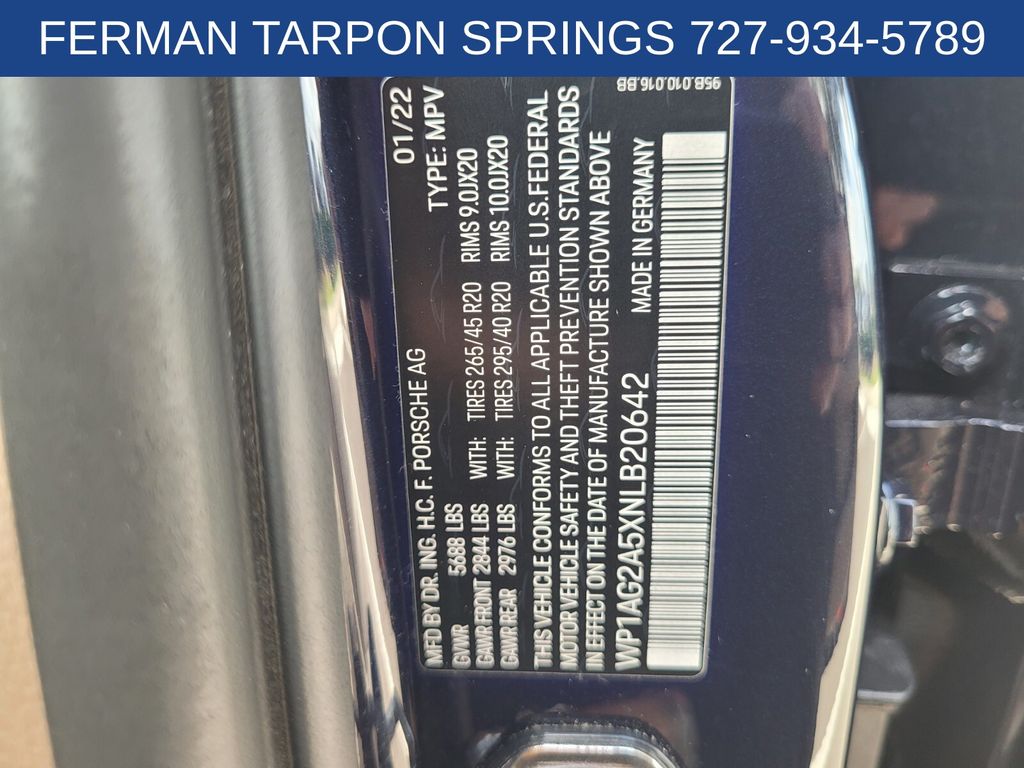 FERMAN TARPON SPRINGS 727-934-5789
MFD BY DR. ING. H.C. F. PORSCHE AG 01/22
GVWR 5688 LBS TYPE: MPV
GAWR FRONT 2844 LBS WITH: TIRES 265/45 R20 RIMS 9.0JX20
GAWR REAR 2976 LBS WITH: TIRES 295/40 R20 RIMS 10.0JX20
THIS VEHICLE CONFORMS TO ALL APPLICABLE U.S. FEDERAL
MOTOR VEHICLE SAFETY AND THEFT PREVENTION STANDARDS
IN EFFECT ON THE DATE OF MANUFACTURE SHOWN ABOVE
WP1AG2A5XNLB20642 MADE IN GERMANY
95B.010.016.BB